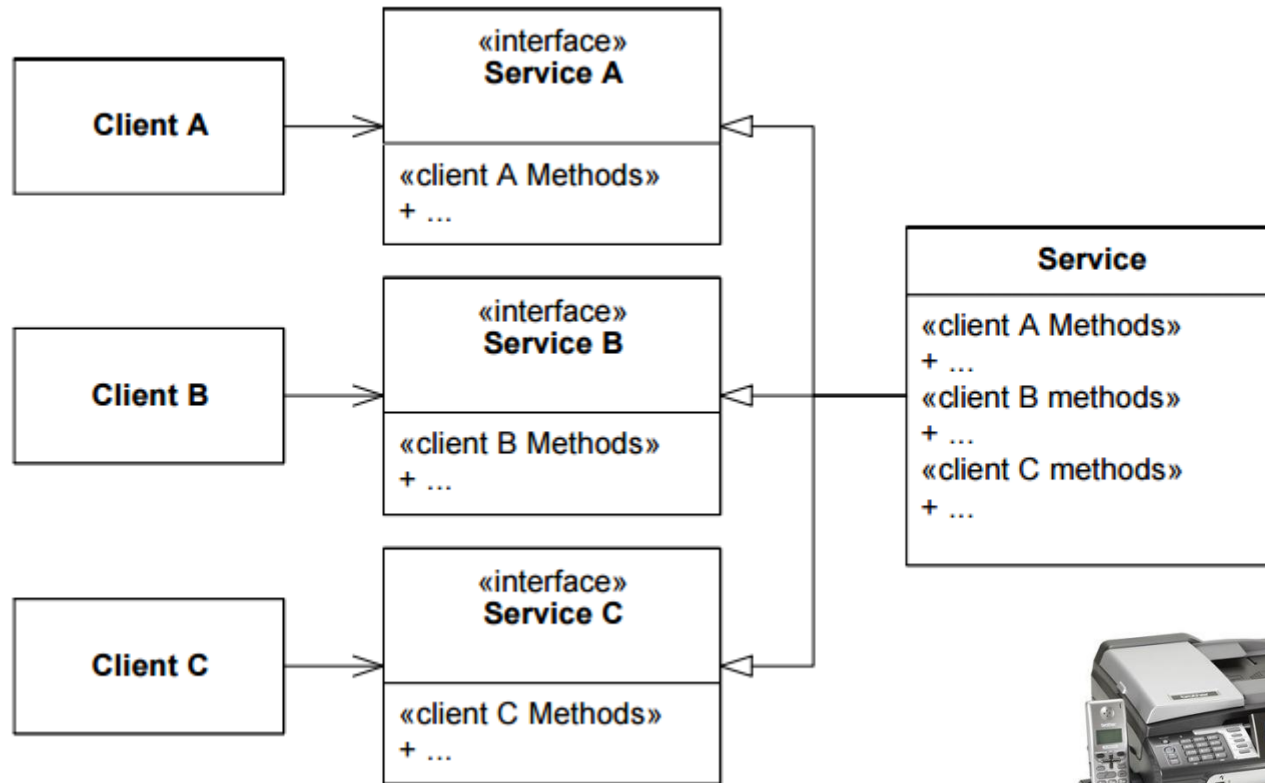 «interface»
Service A
Client A
«client A Methods»
+ ...
«interface»
Service B
Client B
«client B Methods»
+ ...
«interface»
Service C
Client C
«client C Methods»
+ ...
Service
«client A Methods»
+ ...
«client B methods»
+ ...
«client C methods»
+ ...